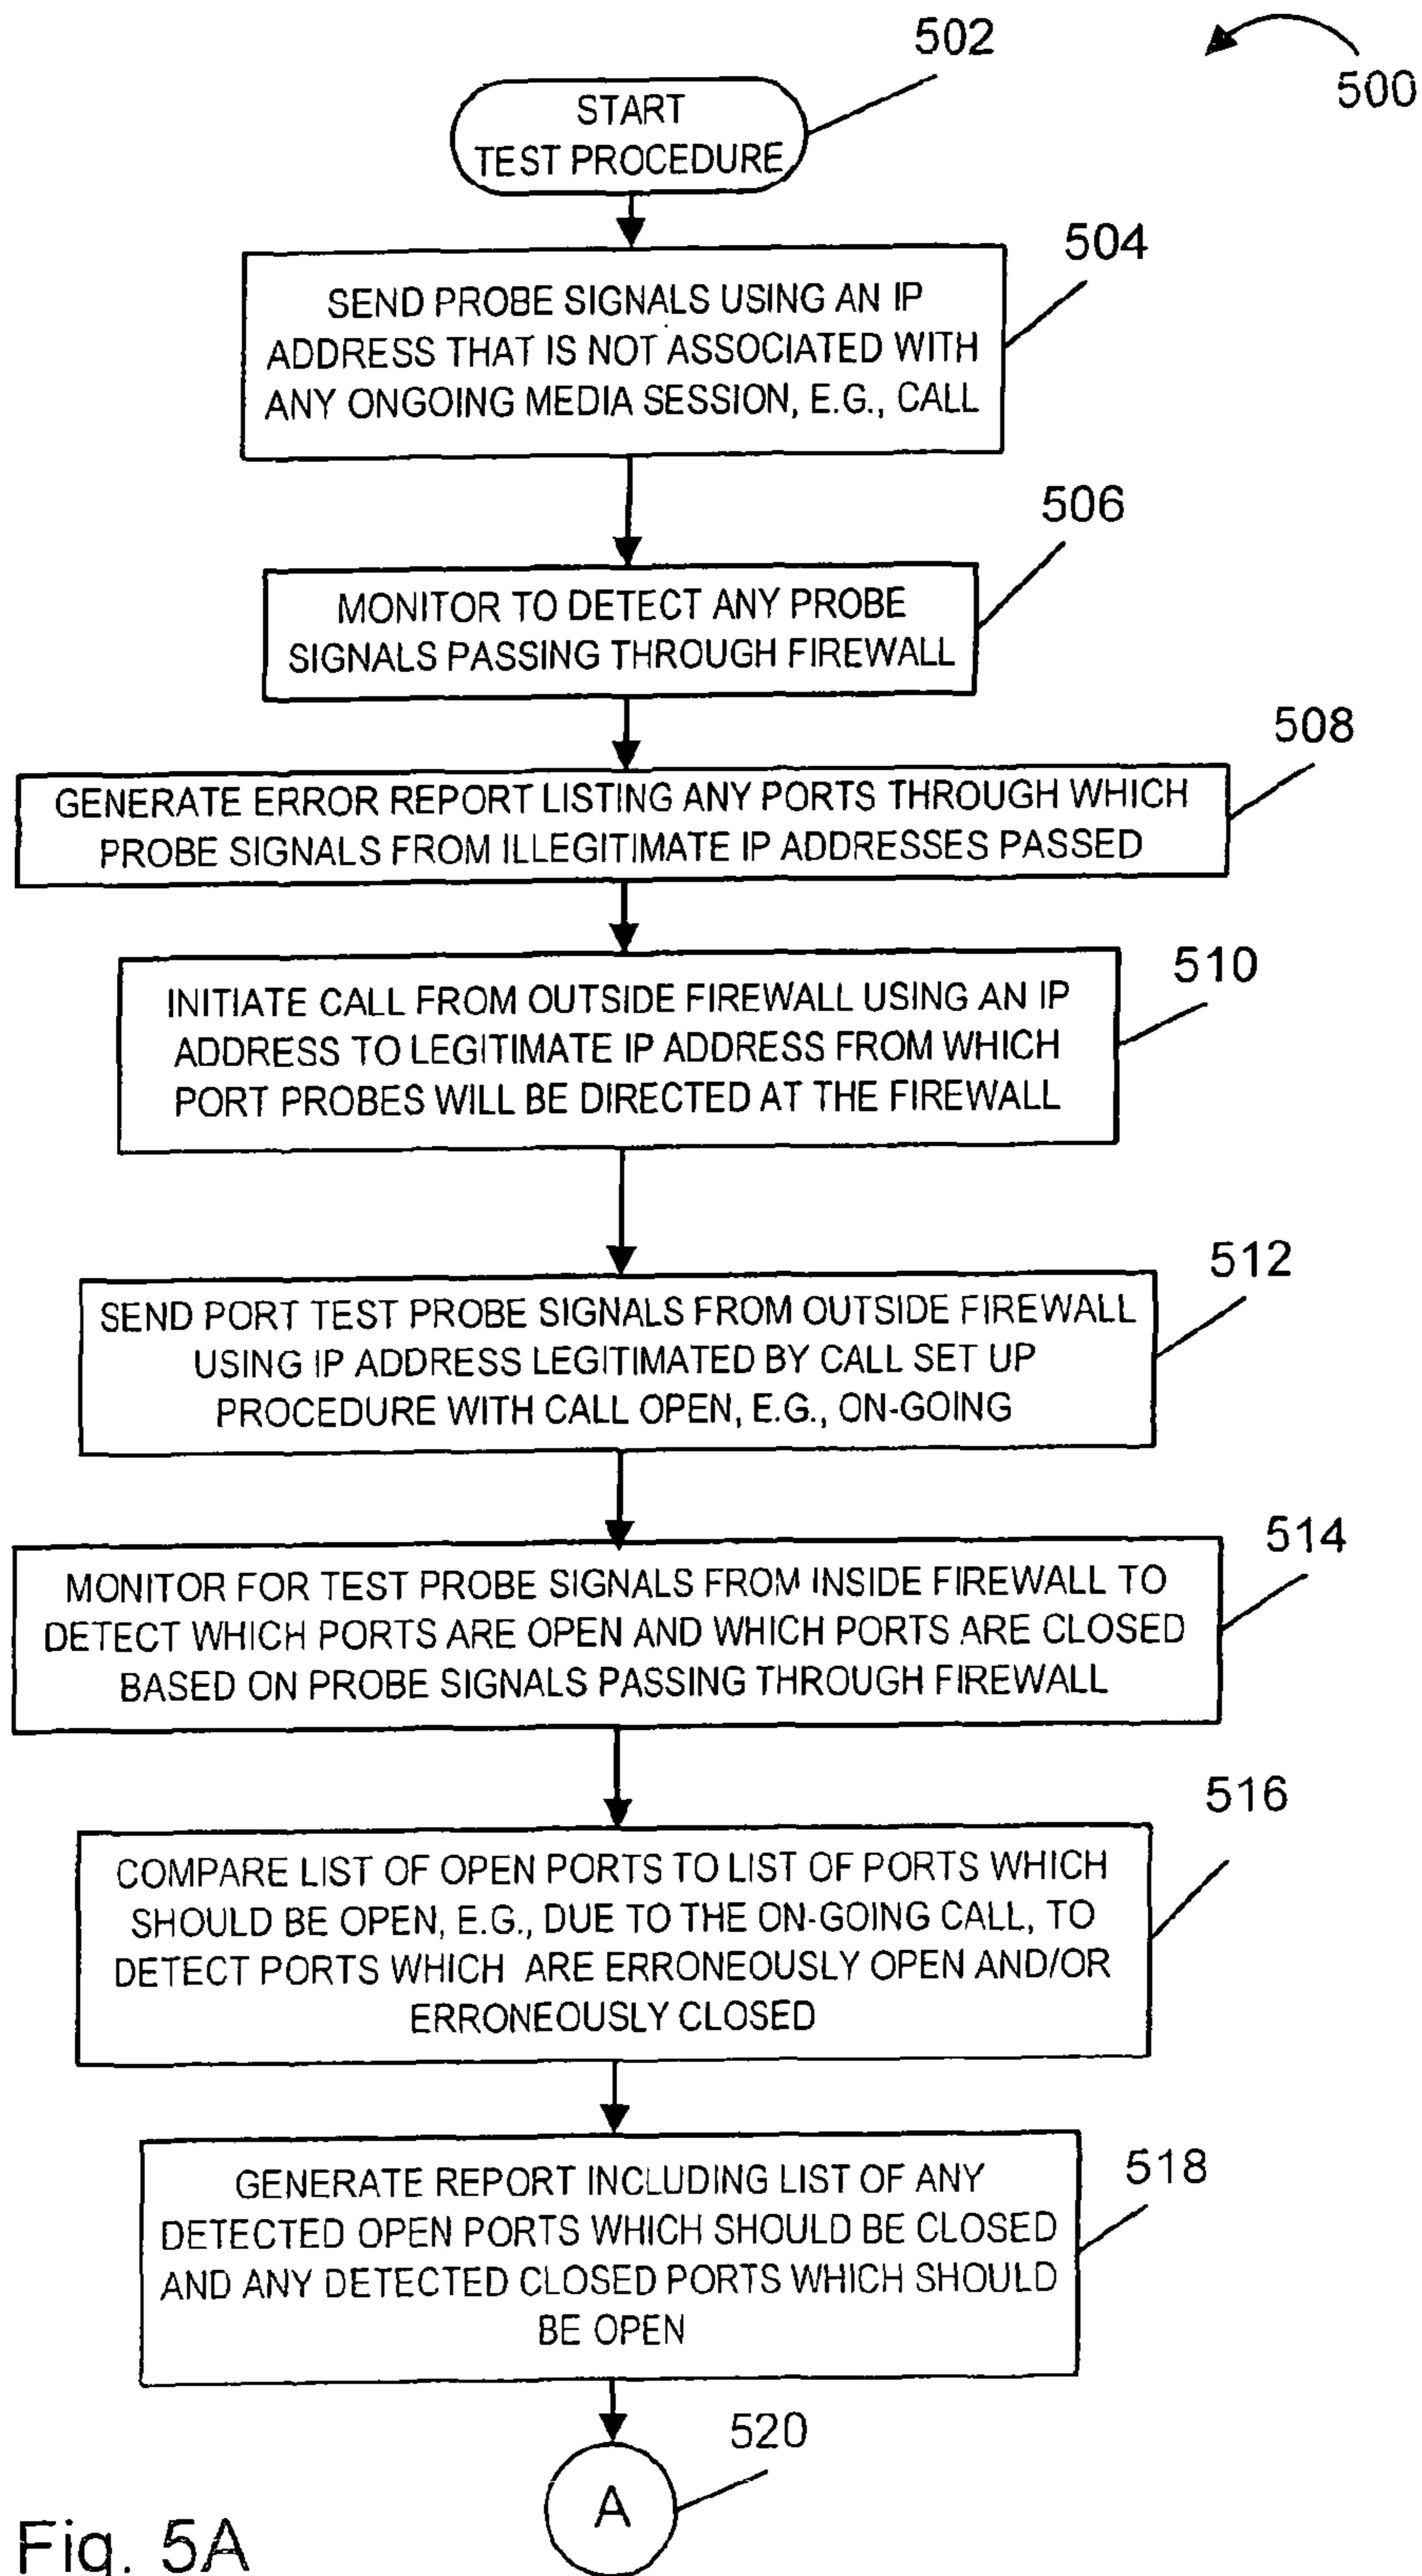 502
500
START
TEST PROCEDURE
504
SEND PROBE SIGNALS USING AN IP
ADDRESS THAT IS NOT ASSOCIATED WITH
ANY ONGOING MEDIA SESSION, E.G., CALL
506
MONITOR TO DETECT ANY PROBE
SIGNALS PASSING THROUGH FIREWALL
508
GENERATE ERROR REPORT LISTING ANY PORTS THROUGH WHICH
PROBE SIGNALS FROM ILLEGITIMATE IP ADDRESSES PASSED
510
INITIATE CALL FROM OUTSIDE FIREWALL USING AN IP
ADDRESS TO LEGITIMATE IP ADDRESS FROM WHICH
PORT PROBES WILL BE DIRECTED AT THE FIREWALL
512
SEND PORT TEST PROBE SIGNALS FROM OUTSIDE FIREWALL
USING IP ADDRESS LEGITIMATED BY CALL SET UP
PROCEDURE WITH CALL OPEN, E.G., ON-GOING
514
MONITOR FOR TEST PROBE SIGNALS FROM INSIDE FIREWALL TO
DETECT WHICH PORTS ARE OPEN AND WHICH PORTS ARE CLOSED
BASED ON PROBE SIGNALS PASSING THROUGH FIREWALL
516
COMPARE LIST OF OPEN PORTS TO LIST OF PORTS WHICH
SHOULD BE OPEN, E.G., DUE TO THE ON-GOING CALL, TO
DETECT PORTS WHICH ARE ERRONEOUSLY OPEN AND/OR
ERRONEOUSLY CLOSED
518
GENERATE REPORT INCLUDING LIST OF ANY
DETECTED OPEN PORTS WHICH SHOULD BE CLOSED
AND ANY DETECTED CLOSED PORTS WHICH SHOULD
BE OPEN
520
A
Fig. 5A